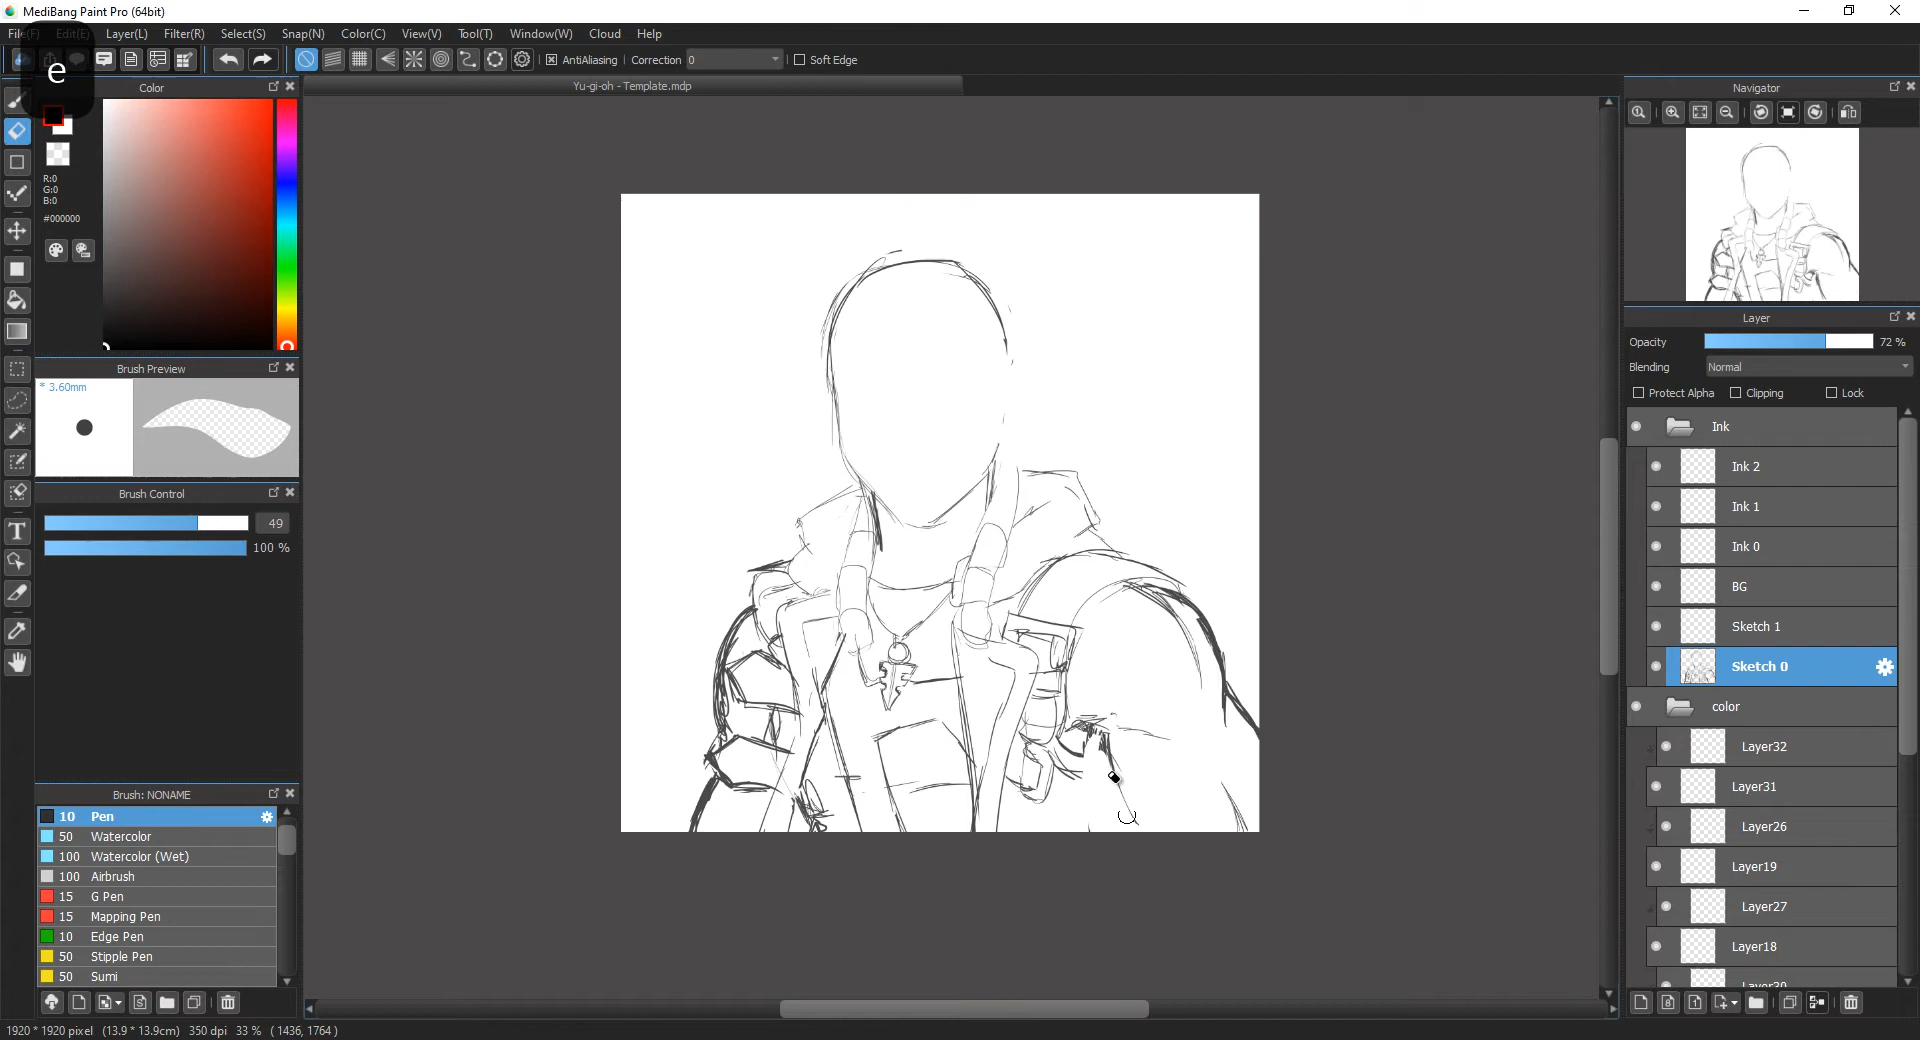 MediBang Paint Pro (64bit)
Layer(L) Filter(R) Select(S) Snap(N) Color(C) View(V) Tool(T) Window(W) Cloud Help
e
AntiAliasing Correction 0 Soft Edge
Color
Yu-gi-oh - Template.mdp
R:0
G:0
B:0
#000000
Brush Preview
* 3.60mm
Brush Control
49
100 %
Brush: NONAME
10 Pen
50 Watercolor
100 Watercolor (Wet)
100 Airbrush
15 G Pen
15 Mapping Pen
10 Edge Pen
50 Stipple Pen
50 Sumi
Navigator
Layer
Opacity 72 %
Blending Normal
Protect Alpha Clipping Lock
Ink
Ink 2
Ink 1
Ink 0
BG
Sketch 1
Sketch 0
color
Layer32
Layer31
Layer26
Layer19
Layer27
Layer18
1920 * 1920 pixel (13.9 * 13.9cm) 350 dpi 33 % ( 1436, 1764 )